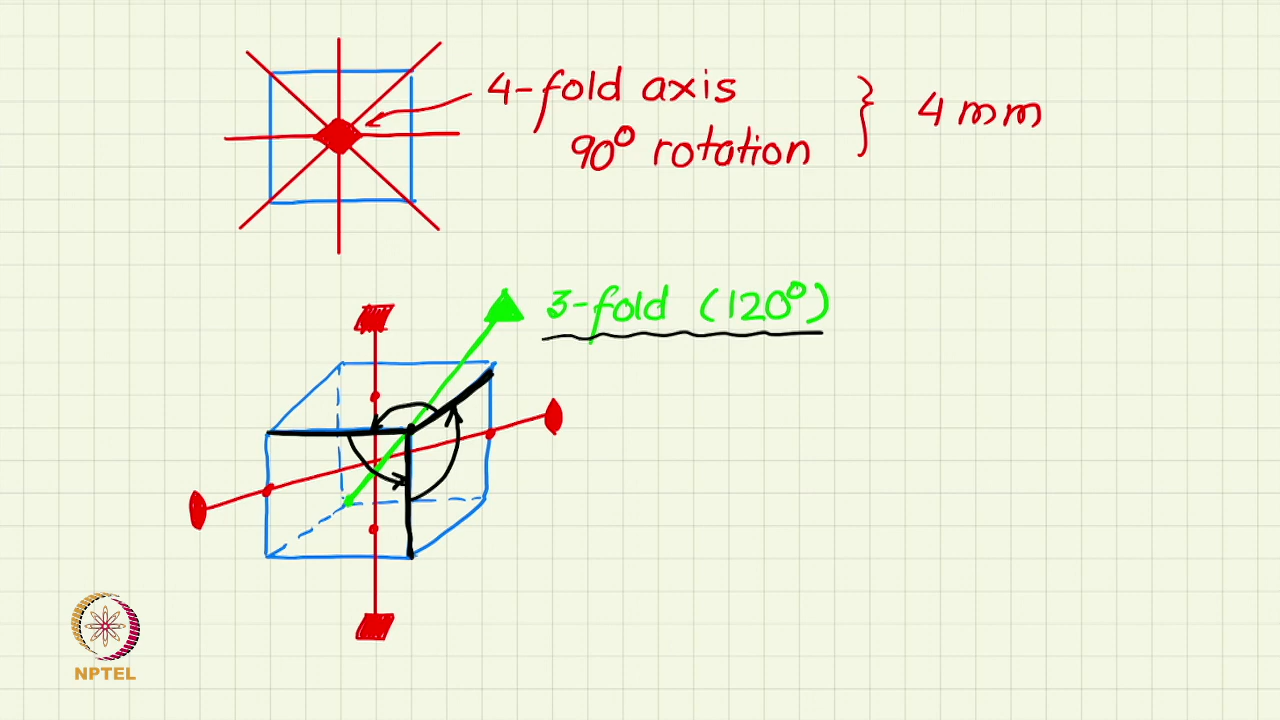 4-fold axis
90° rotation
} 4mm
3-fold (120°)
NPTEL